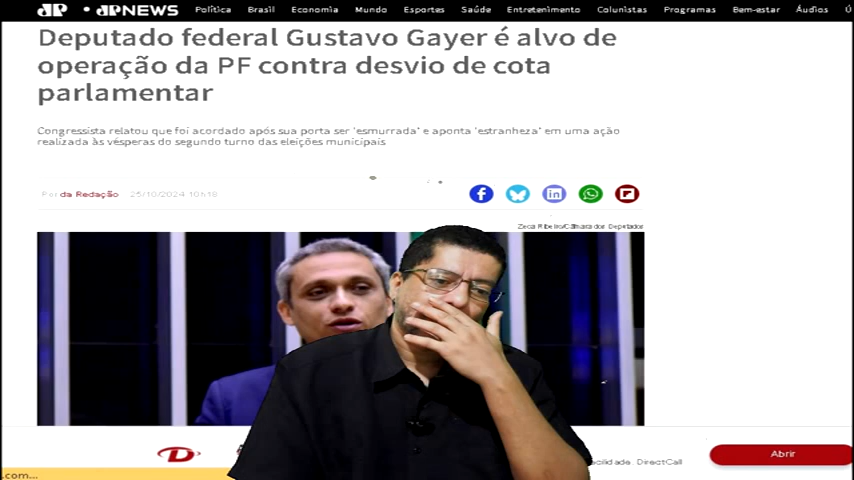 JP JPNEWS Política Brasil Economia Mundo Esportes Saúde Entretenimento Colunistas Programas Bem-estar Áudios
Deputado federal Gustavo Gayer é alvo de
operação da PF contra desvio de cota
parlamentar
Congressista relatou que foi acordado após sua porta ser 'esmurrada' e aponta 'estranheza' em uma ação
realizada às vésperas do segundo turno das eleições municipais
Por da Redação 25/10/2024 10h18
Zeca Ribeiro/Câmara dos Deputados
DirectCall
Abrir
.com...